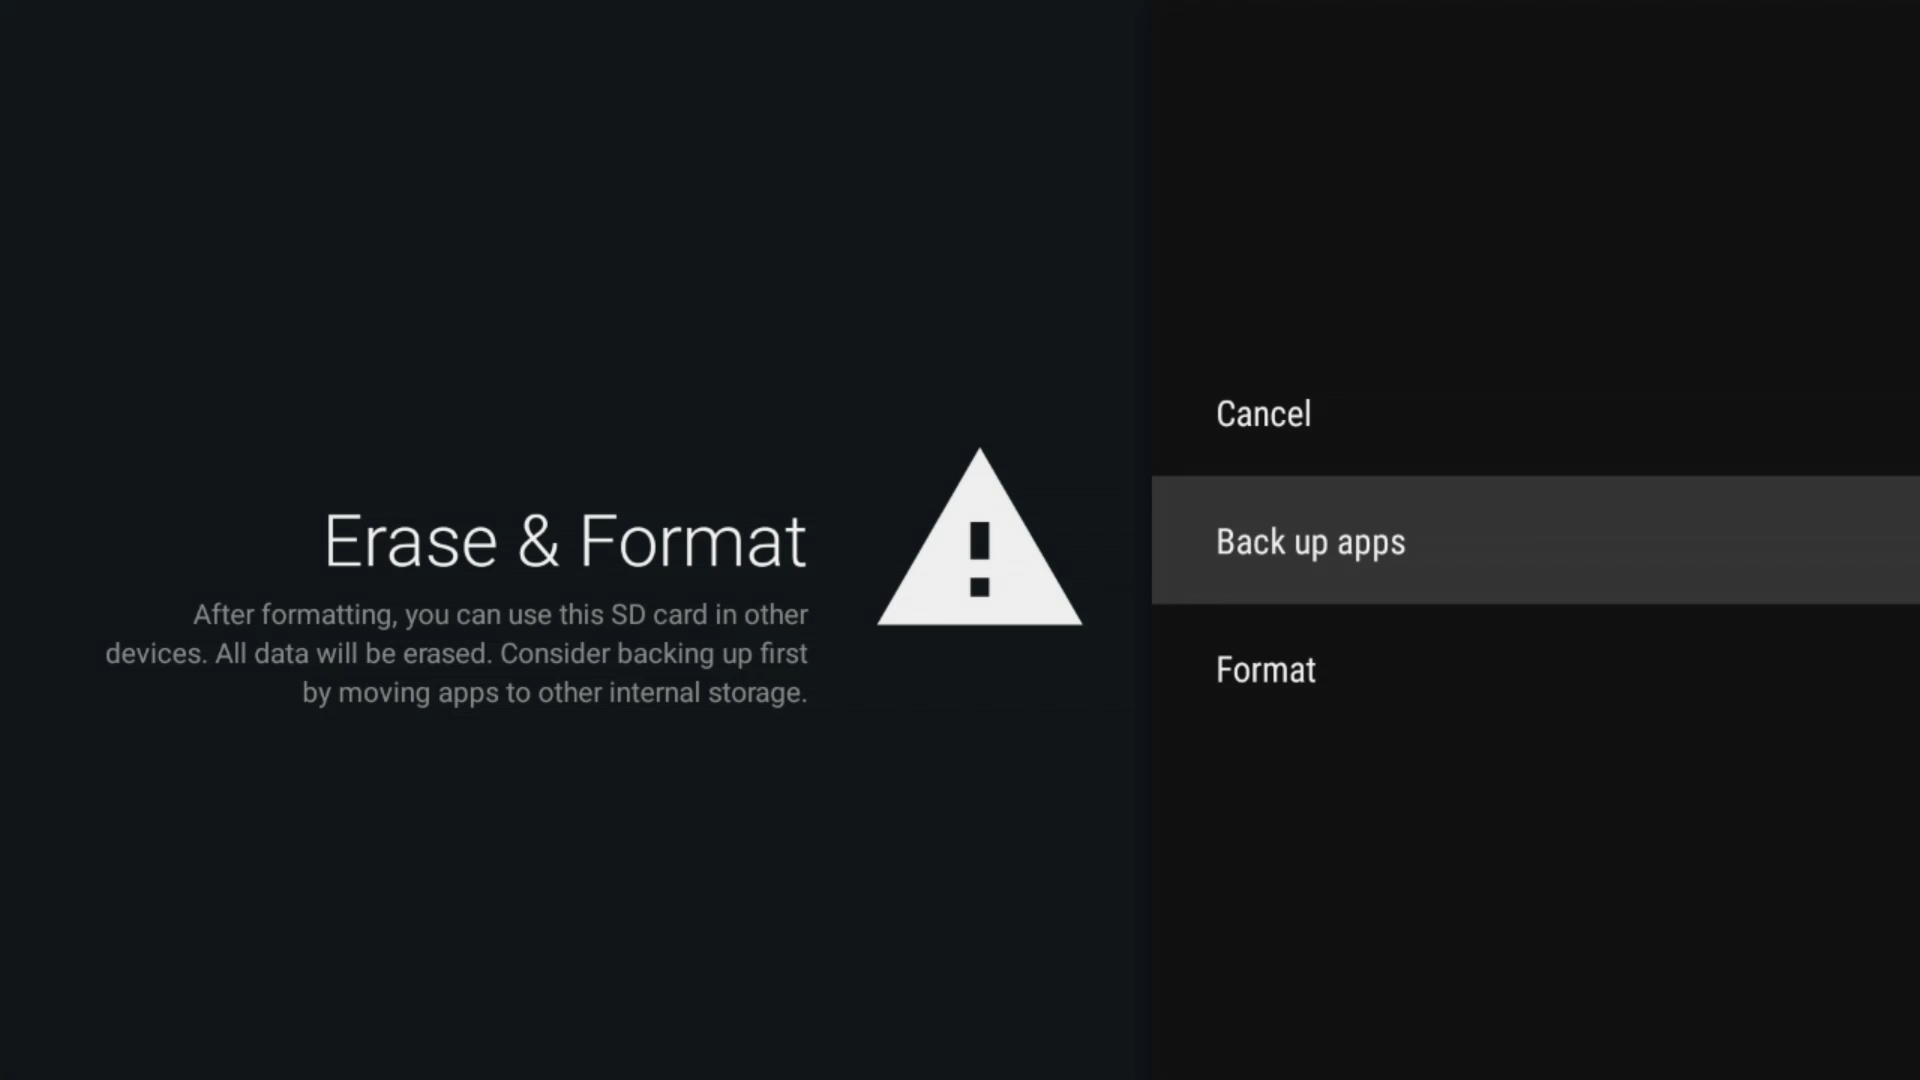 Erase & Format
After formatting, you can use this SD card in other
devices. All data will be erased. Consider backing up first
by moving apps to other internal storage.
Cancel
Back up apps
Format